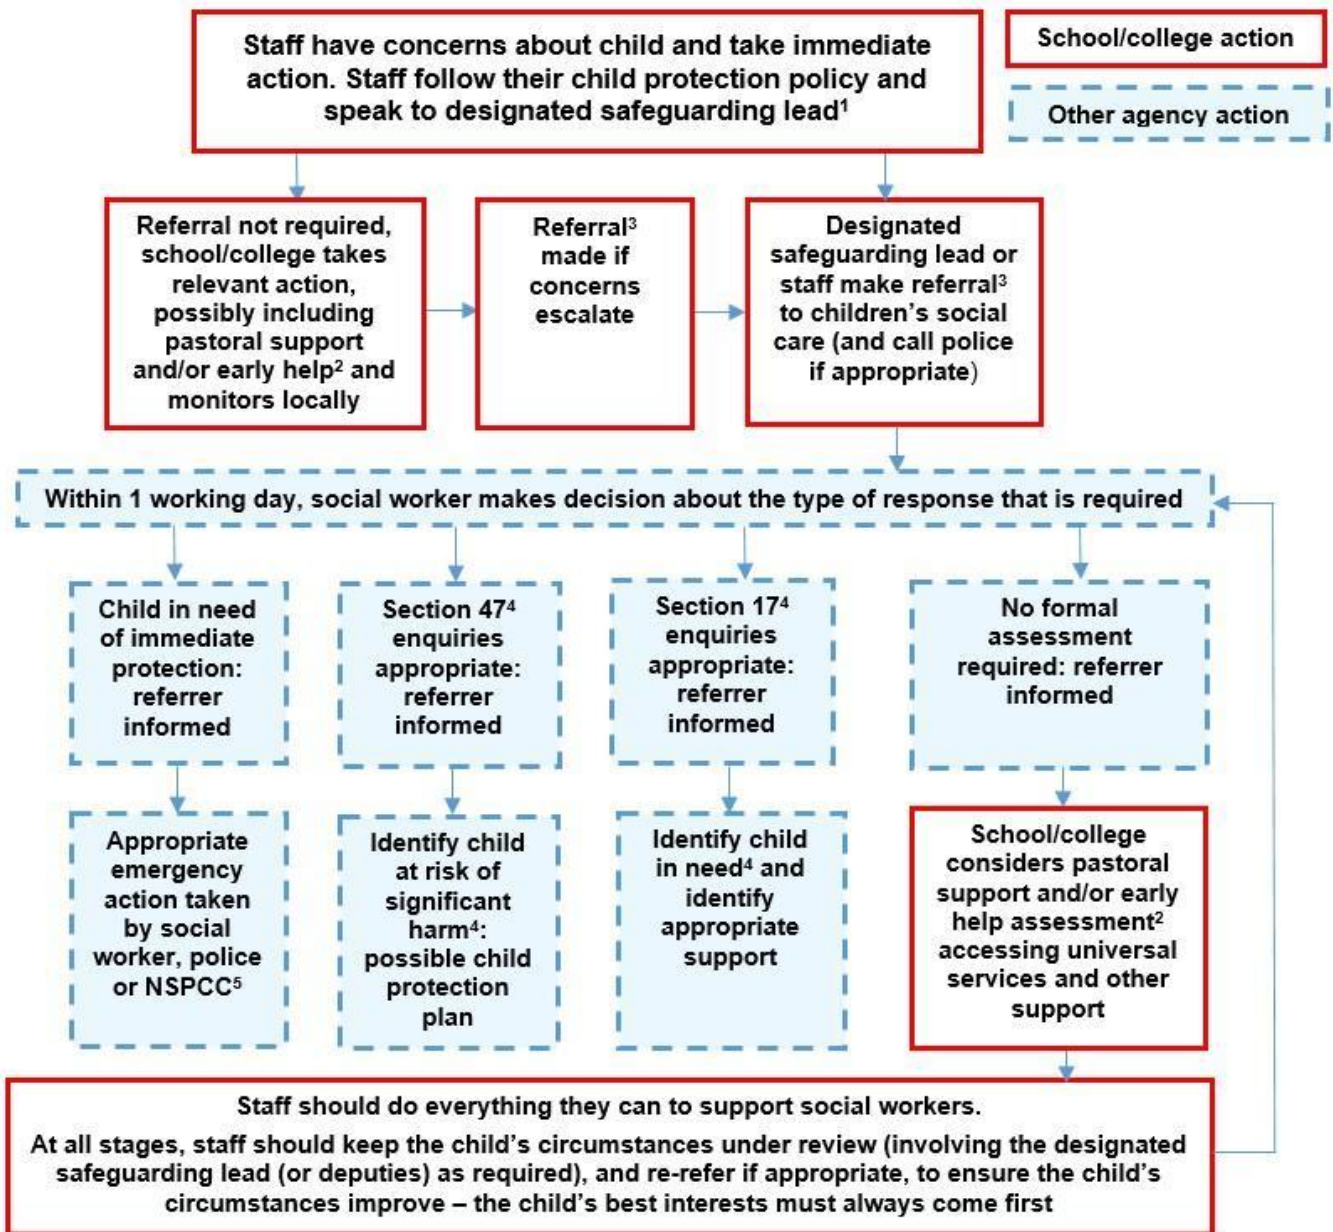 Staff have concerns about child and take immediate
action. Staff follow their child protection policy and
speak to designated safeguarding lead¹
School/college action
Other agency action
Referral not required,
school/college takes
relevant action,
possibly including
pastoral support
and/or early help² and
monitors locally
Referral³
made if
concerns
escalate
Designated
safeguarding lead or
staff make referral³
to children’s social
care (and call police
if appropriate)
Within 1 working day, social worker makes decision about the type of response that is required
Child in need
of immediate
protection:
referrer
informed
Section 47⁴
enquiries
appropriate:
referrer
informed
Section 17⁴
enquiries
appropriate:
referrer
informed
No formal
assessment
required: referrer
informed
Appropriate
emergency
action taken
by social
worker, police
or NSPCC⁵
Identify child
at risk of
significant
harm⁴:
possible child
protection
plan
Identify child
in need⁴ and
identify
appropriate
support
School/college
considers pastoral
support and/or early
help assessment²
accessing universal
services and other
support
Staff should do everything they can to support social workers.
At all stages, staff should keep the child’s circumstances under review (involving the designated
safeguarding lead (or deputies) as required), and re-refer if appropriate, to ensure the child’s
circumstances improve – the child’s best interests must always come first